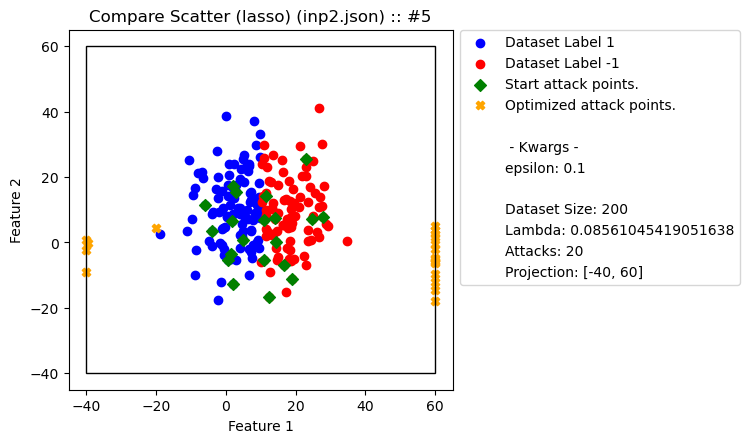 Compare Scatter (lasso) (inp2.json) :: #5
60
40
20
0
−20
−40
Feature 2
−40
−20
0
20
40
60
Feature 1
Dataset Label 1
Dataset Label -1
Start attack points.
Optimized attack points.
- Kwargs -
epsilon: 0.1
Dataset Size: 200
Lambda: 0.08561045419051638
Attacks: 20
Projection: [-40, 60]